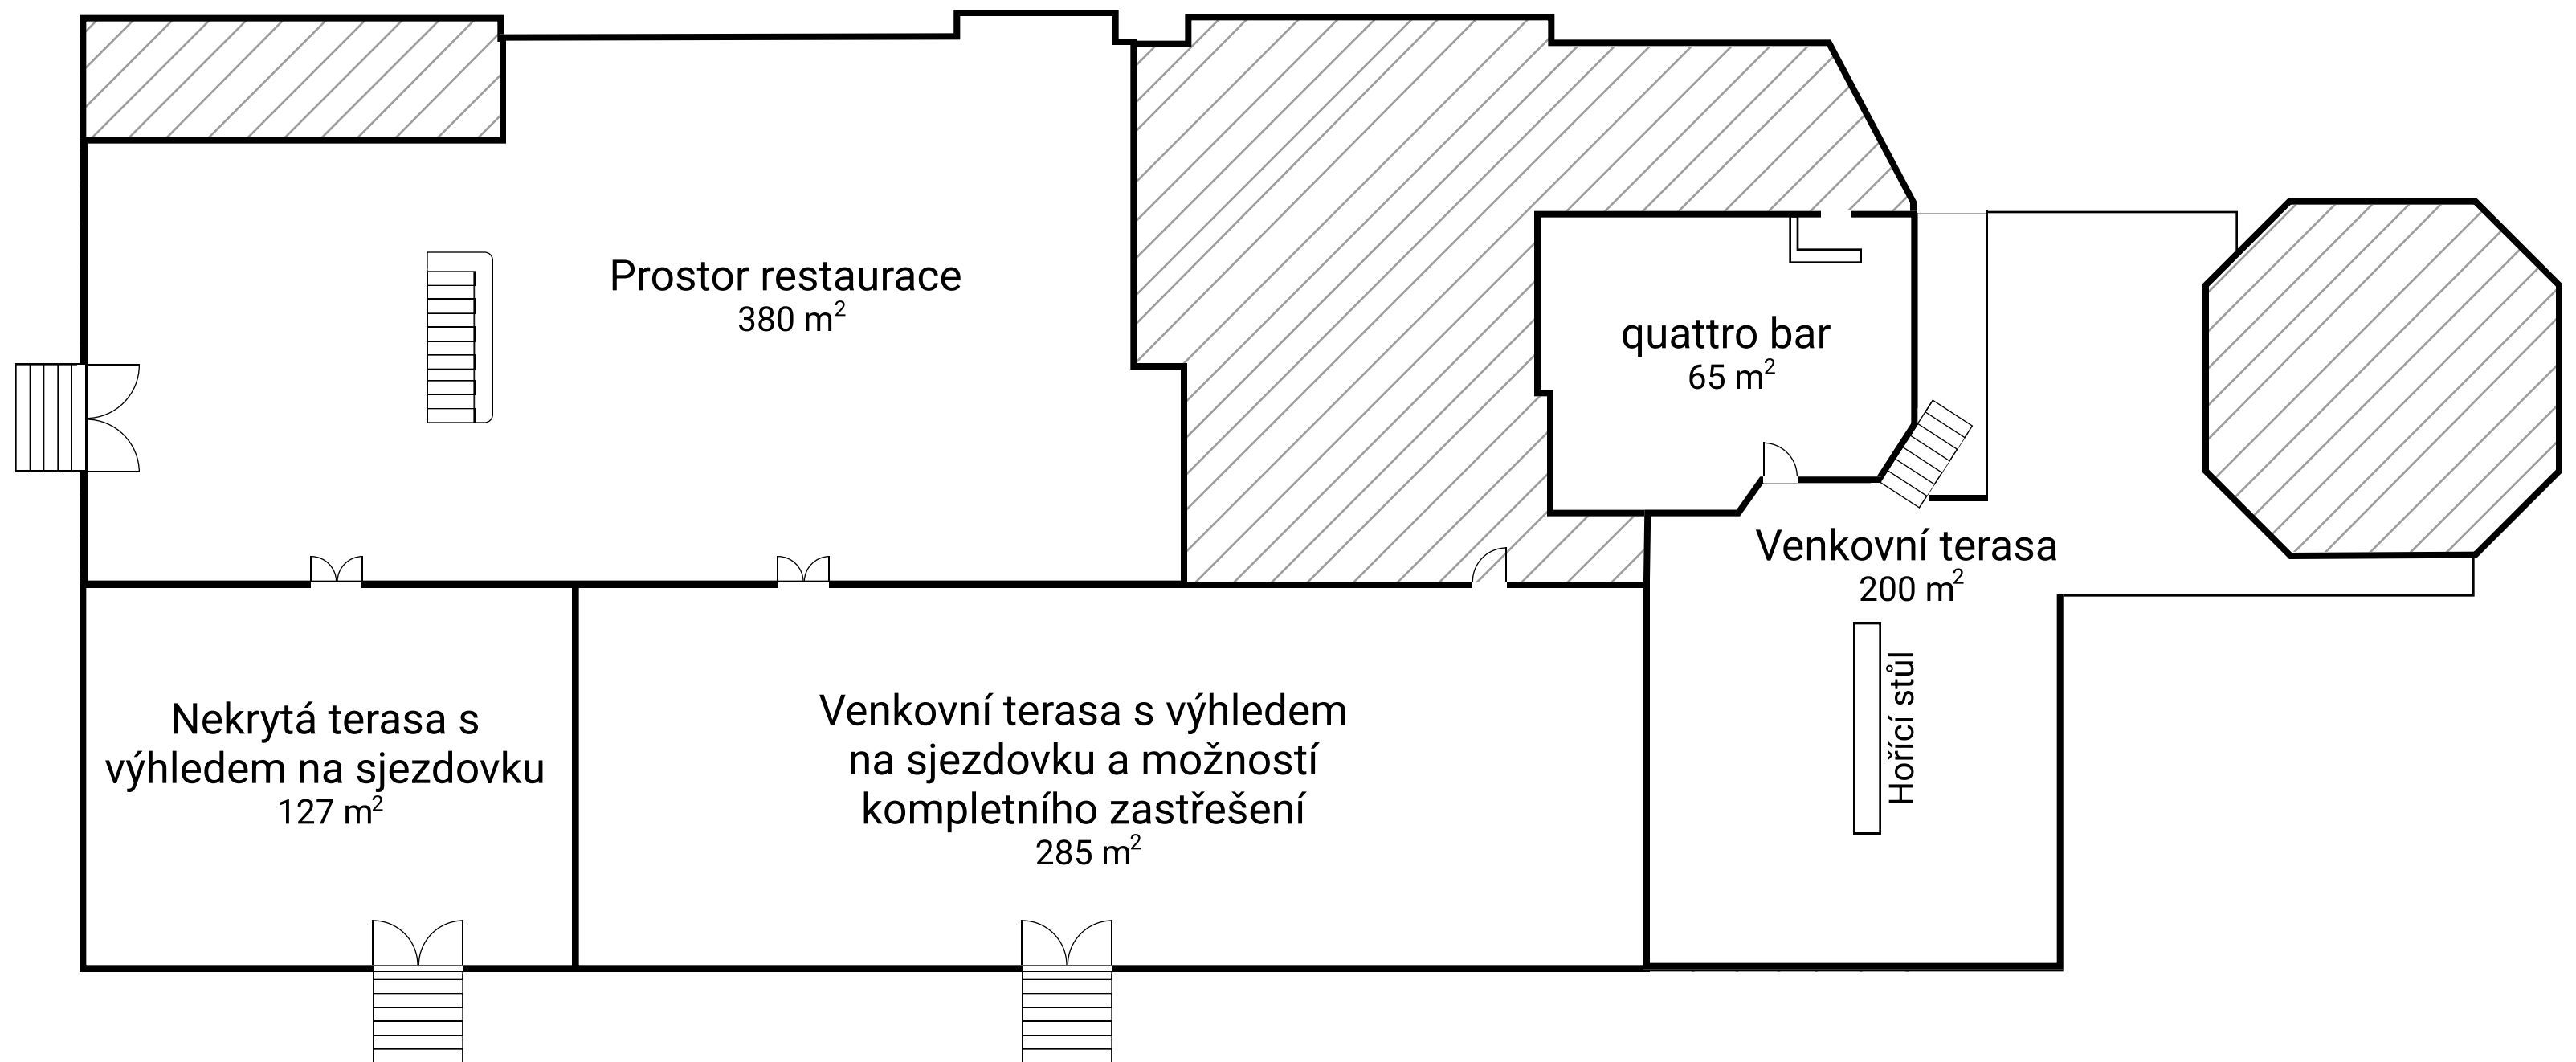 Prostor restaurace
380 m²
quattro bar
65 m²
Venkovní terasa
200 m²
Hořící stůl
Nekrytá terasa s
výhledem na sjezdovku
127 m²
Venkovní terasa s výhledem
na sjezdovku a možností
kompletního zastřešení
285 m²